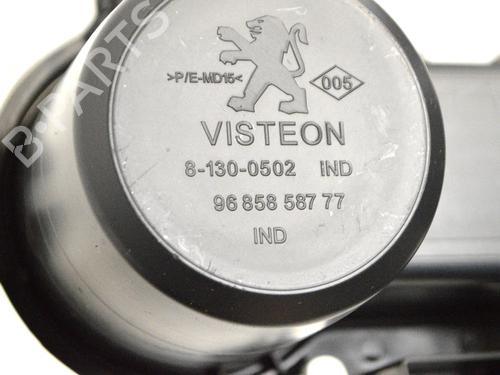 B-PARTS
>P/E-MD15<
005
VISTEON
8-130-0502 IND
96 858 587 77
IND